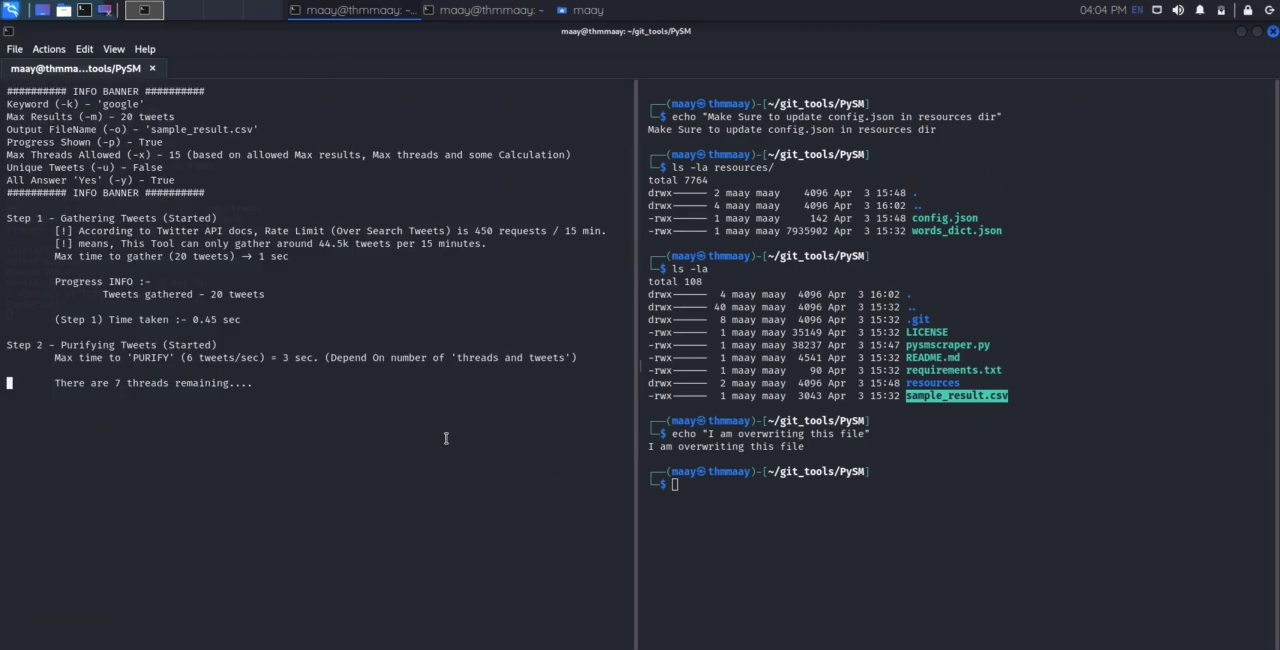 maay@thmmaay: ~...
maay@thmmaay: ~
maay
04:04 PM EN
maay@thmmaay: ~/git_tools/PySM
File Actions Edit View Help
maay@thmma...tools/PySM ×
########## INFO BANNER ##########
Keyword (-k) - 'google'
Max Results (-m) - 20 tweets
Output FileName (-o) - 'sample_result.csv'
Progress Shown (-p) - True
Max Threads Allowed (-x) - 15 (based on allowed Max results, Max threads and some Calculation)
Unique Tweets (-u) - False
All Answer 'Yes' (-y) - True
########## INFO BANNER ##########
Step 1 - Gathering Tweets (Started)
[!] According to Twitter API docs, Rate Limit (Over Search Tweets) is 450 requests / 15 min.
[!] means, This Tool can only gather around 44.5k tweets per 15 minutes.
Max time to gather (20 tweets) → 1 sec
Progress INFO :-
Tweets gathered - 20 tweets
(Step 1) Time taken :- 0.45 sec
Step 2 - Purifying Tweets (Started)
Max time to 'PURIFY' (6 tweets/sec) = 3 sec. (Depend On number of 'threads and tweets')
There are 7 threads remaining....
┌──(maay㉿thmmaay)-[~/git_tools/PySM]
└─$ echo "Make Sure to update config.json in resources dir"
Make Sure to update config.json in resources dir
┌──(maay㉿thmmaay)-[~/git_tools/PySM]
└─$ ls -la resources/
total 7764
drwx------ 2 maay maay 4096 Apr 3 15:48 .
drwx------ 4 maay maay 4096 Apr 3 16:02 ..
-rwx------ 1 maay maay 142 Apr 3 15:48 config.json
-rwx------ 1 maay maay 7935902 Apr 3 15:32 words_dict.json
┌──(maay㉿thmmaay)-[~/git_tools/PySM]
└─$ ls -la
total 108
drwx------ 4 maay maay 4096 Apr 3 16:02 .
drwx------ 40 maay maay 4096 Apr 3 15:32 ..
drwx------ 8 maay maay 4096 Apr 3 15:32 .git
-rwx------ 1 maay maay 35149 Apr 3 15:32 LICENSE
-rwx------ 1 maay maay 38237 Apr 3 15:47 pysmscraper.py
-rwx------ 1 maay maay 4541 Apr 3 15:32 README.md
-rwx------ 1 maay maay 90 Apr 3 15:32 requirements.txt
drwx------ 2 maay maay 4096 Apr 3 15:48 resources
-rwx------ 1 maay maay 3043 Apr 3 15:32 sample_result.csv
┌──(maay㉿thmmaay)-[~/git_tools/PySM]
└─$ echo "I am overwriting this file"
I am overwriting this file
┌──(maay㉿thmmaay)-[~/git_tools/PySM]
└─$